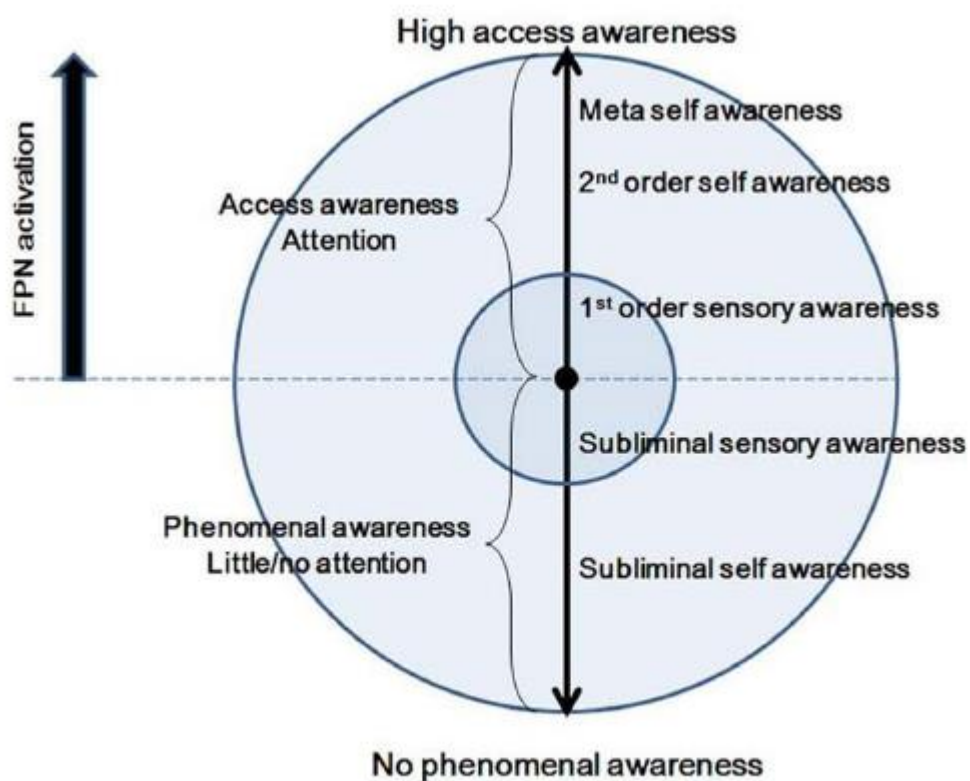 High access awareness
Meta self awareness
2nd order self awareness
Access awareness
Attention
FPN activation
1st order sensory awareness
Subliminal sensory awareness
Phenomenal awareness
Little/no attention
Subliminal self awareness
No phenomenal awareness